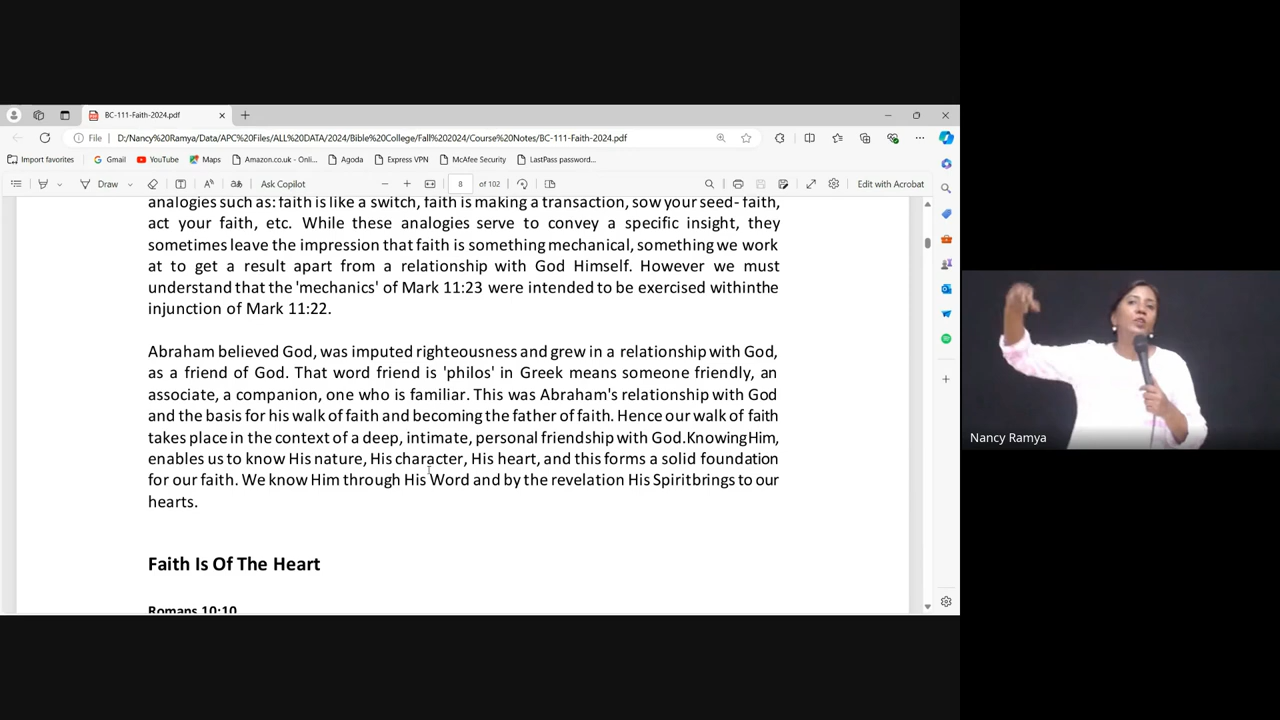 BC-111-Faith-2024.pdf
File
D:/Nancy%20Ramya/Data/APC%20Files/ALL%20DATA/2024/Bible%20College/Fall%202024/Course%20Notes/BC-111-Faith-2024.pdf
Import favorites
Gmail
YouTube
Maps
Amazon.co.uk - Onli...
Agoda
Express VPN
McAfee Security
LastPass password...
Draw
Ask Copilot
8 of 102
Edit with Acrobat
analogies such as: faith is like a switch, faith is making a transaction, sow your seed- faith,
act your faith, etc. While these analogies serve to convey a specific insight, they
sometimes leave the impression that faith is something mechanical, something we work
at to get a result apart from a relationship with God Himself. However we must
understand that the 'mechanics' of Mark 11:23 were intended to be exercised withinthe
injunction of Mark 11:22.
Abraham believed God, was imputed righteousness and grew in a relationship with God,
as a friend of God. That word friend is 'philos' in Greek means someone friendly, an
associate, a companion, one who is familiar. This was Abraham's relationship with God
and the basis for his walk of faith and becoming the father of faith. Hence our walk of faith
takes place in the context of a deep, intimate, personal friendship with God.KnowingHim,
enables us to know His nature, His character, His heart, and this forms a solid foundation
for our faith. We know Him through His Word and by the revelation His Spiritbrings to our
hearts.
Faith Is Of The Heart
Romans 10:10
Nancy Ramya